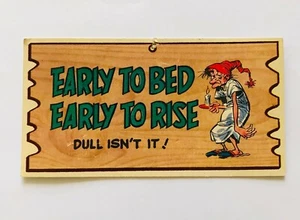 EARLY TO BED
EARLY TO RISE
DULL ISN'T IT!